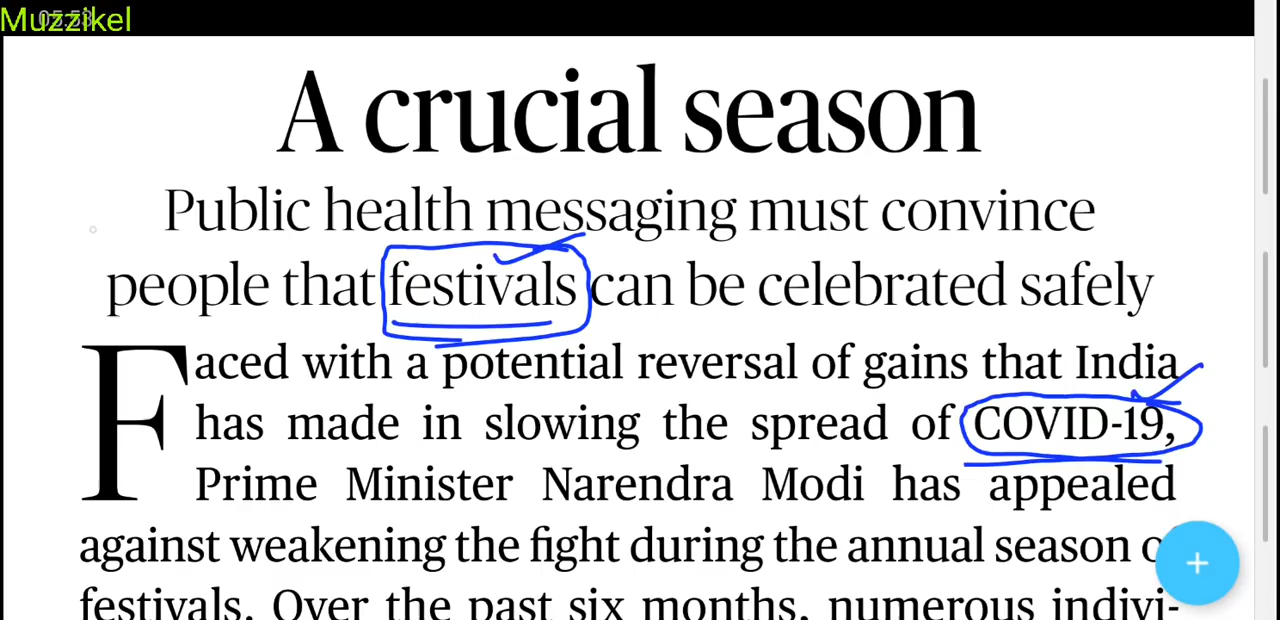 Muzzikel
A crucial season
Public health messaging must convince
people that festivals can be celebrated safely
Faced with a potential reversal of gains that India
has made in slowing the spread of COVID-19,
Prime Minister Narendra Modi has appealed
against weakening the fight during the annual season
festivals. Over the past six months, numerous indivi-